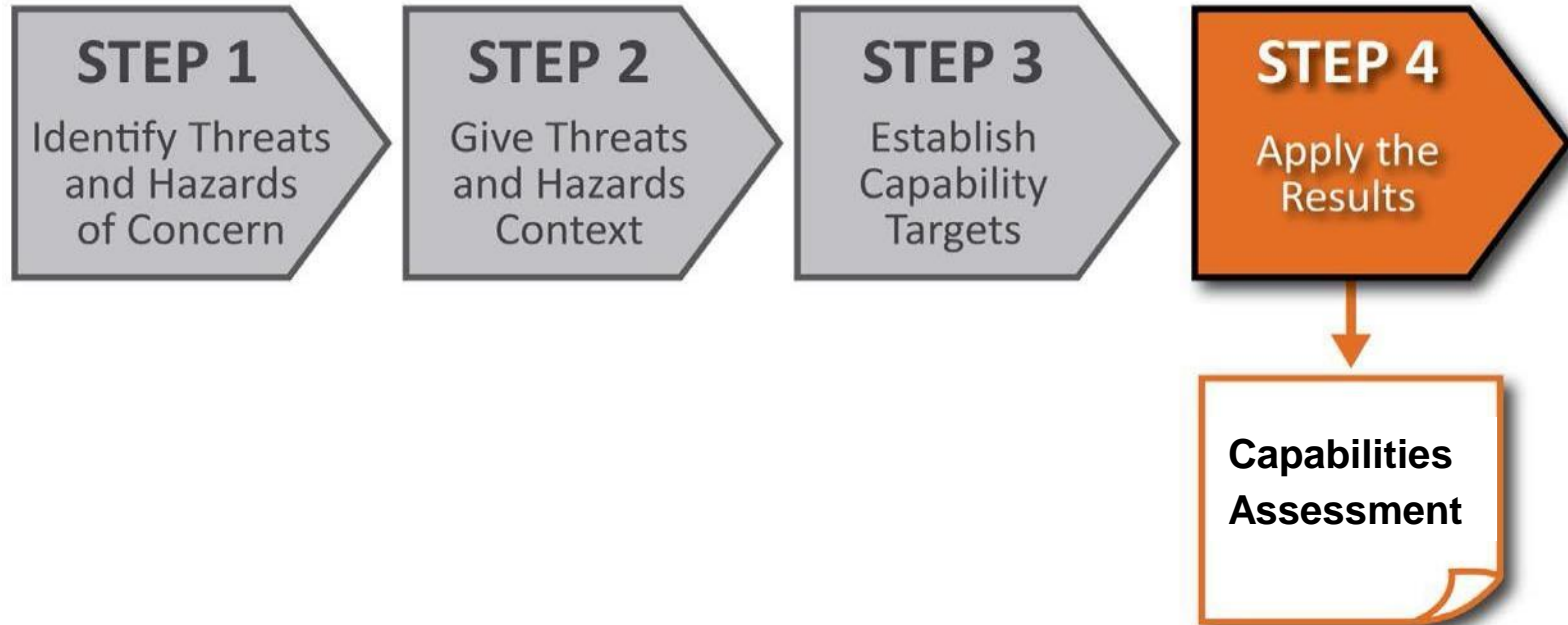 STEP 1
Identify Threats
and Hazards
of Concern
STEP 2
Give Threats
and Hazards
Context
STEP 3
Establish
Capability
Targets
STEP 4
Apply the
Results
Capabilities
Assessment